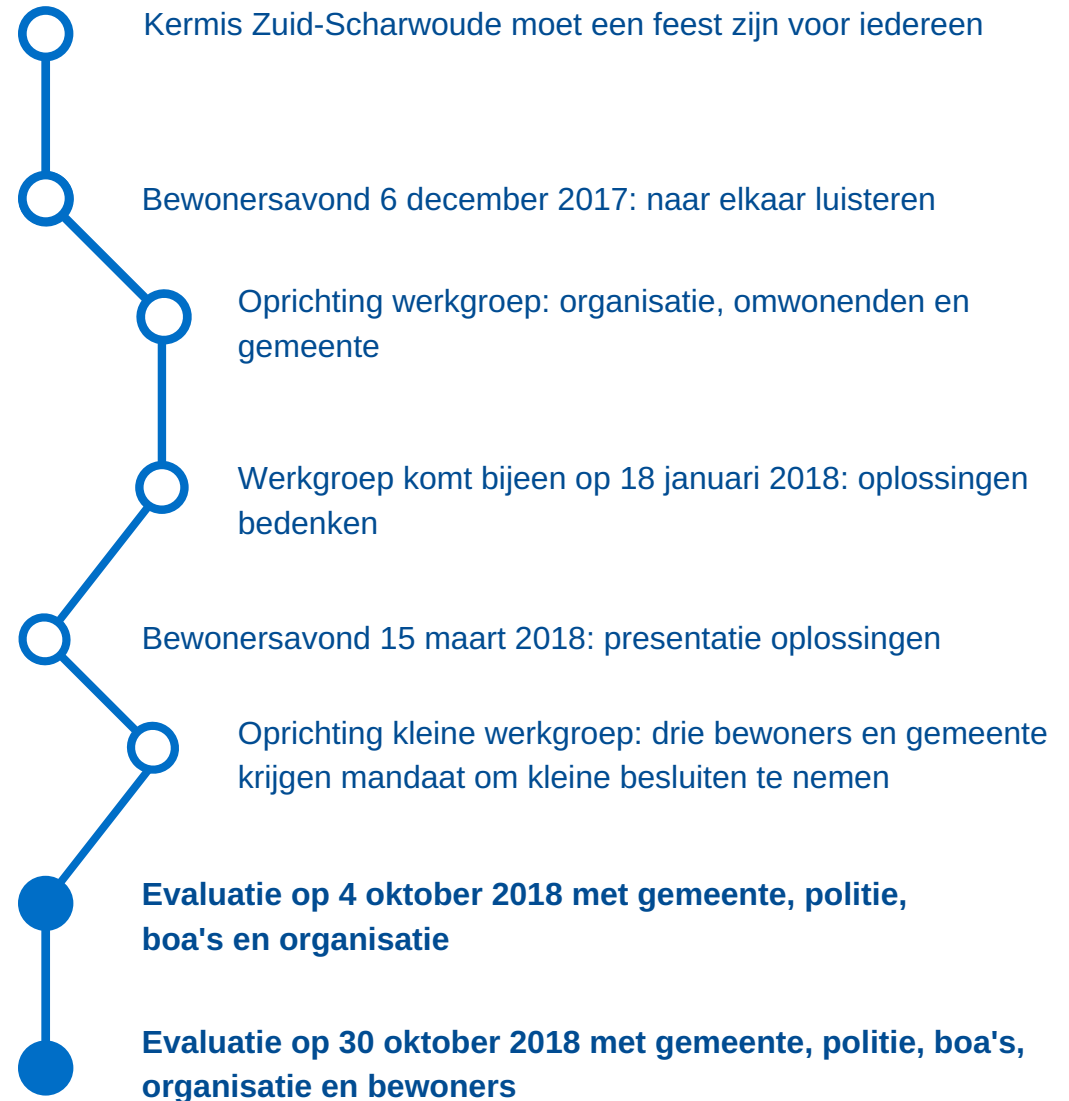 Kermis Zuid-Scharwoude moet een feest zijn voor iedereen
Bewonersavond 6 december 2017: naar elkaar luisteren
Oprichting werkgroep: organisatie, omwonenden en
gemeente
Werkgroep komt bijeen op 18 januari 2018: oplossingen
bedenken
Bewonersavond 15 maart 2018: presentatie oplossingen
Oprichting kleine werkgroep: drie bewoners en gemeente
krijgen mandaat om kleine besluiten te nemen
Evaluatie op 4 oktober 2018 met gemeente, politie,
boa's en organisatie
Evaluatie op 30 oktober 2018 met gemeente, politie, boa's,
organisatie en bewoners